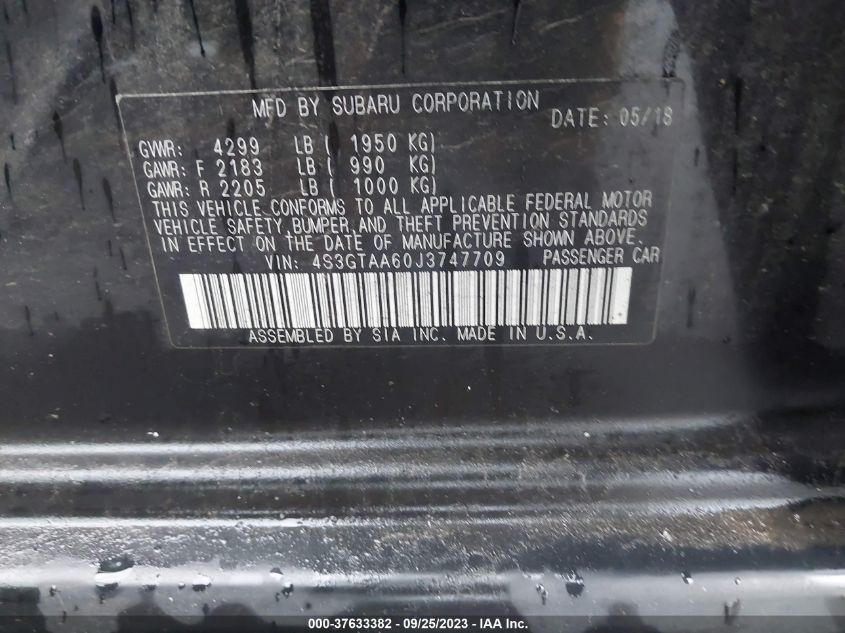 MFD BY SUBARU CORPORATION DATE: 05/18
GVWR: 4299 LB ( 1950 KG)
GAWR: F 2183 LB ( 990 KG)
GAWR: R 2205 LB ( 1000 KG)
THIS VEHICLE CONFORMS TO ALL APPLICABLE FEDERAL MOTOR
VEHICLE SAFETY,BUMPER,AND THEFT PREVENTION STANDARDS
IN EFFECT ON THE DATE OF MANUFACTURE SHOWN ABOVE.
VIN: 4S3GTAA60J3747709 PASSENGER CAR
ASSEMBLED BY SIA INC. MADE IN U.S.A.
000-37633382 - 09/25/2023 - IAA Inc.